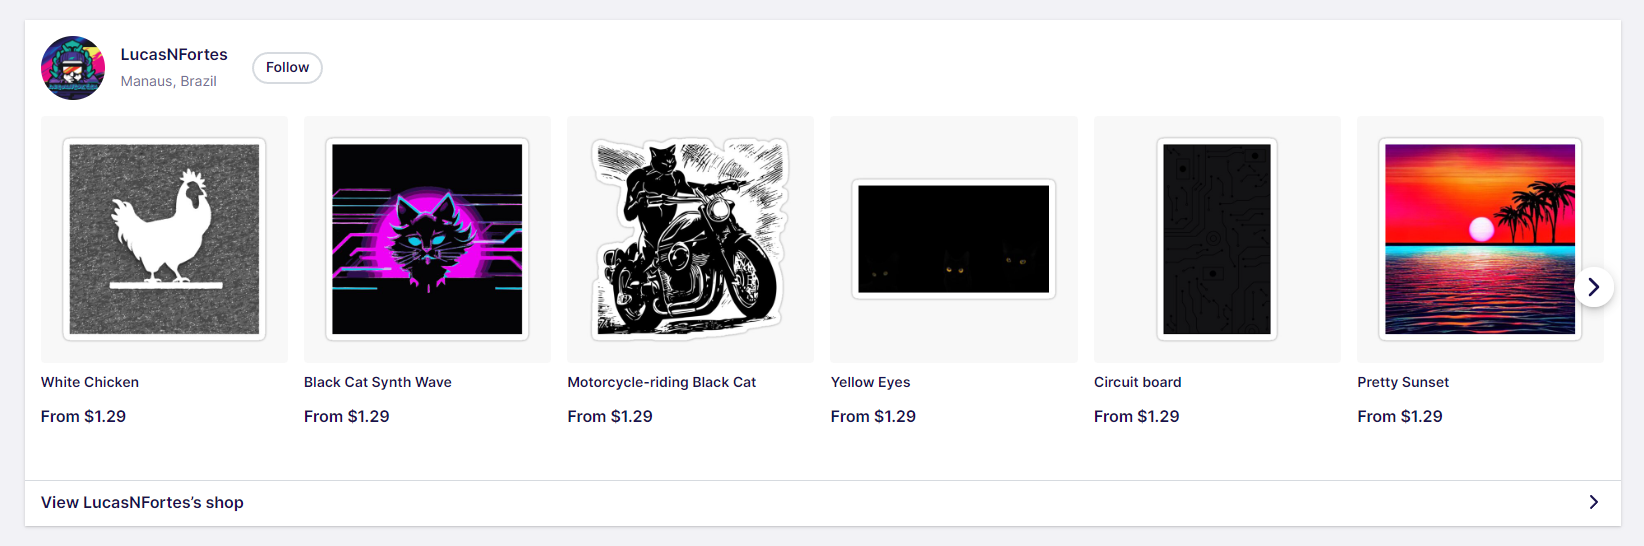 LucasNFortes
Manaus, Brazil
Follow
White Chicken
From $1.29
Black Cat Synth Wave
From $1.29
Motorcycle-riding Black Cat
From $1.29
Yellow Eyes
From $1.29
Circuit board
From $1.29
Pretty Sunset
From $1.29
View LucasNFortes’s shop